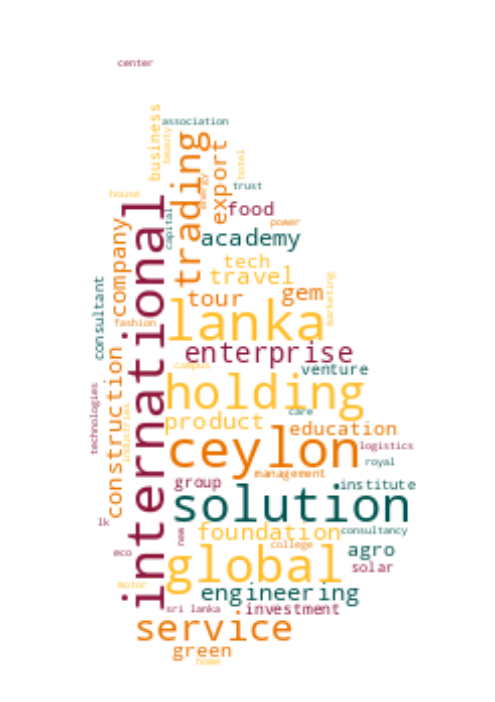 center
business
association
beauty
trading
export
hotel
energy
trust
house
international
capital
food
power
company
academy
consultant
tech
travel
marketing
tour
gem
lanka
fashion
enterprise
construction
campus
venture
holding
technologies
industries
care
product
education
ceylon
logistics
royal
management
group
institute
solution
lk
new
foundation
consultancy
college
agro
eco
global
solar
motor
engineering
sri lanka
investment
service
green
home